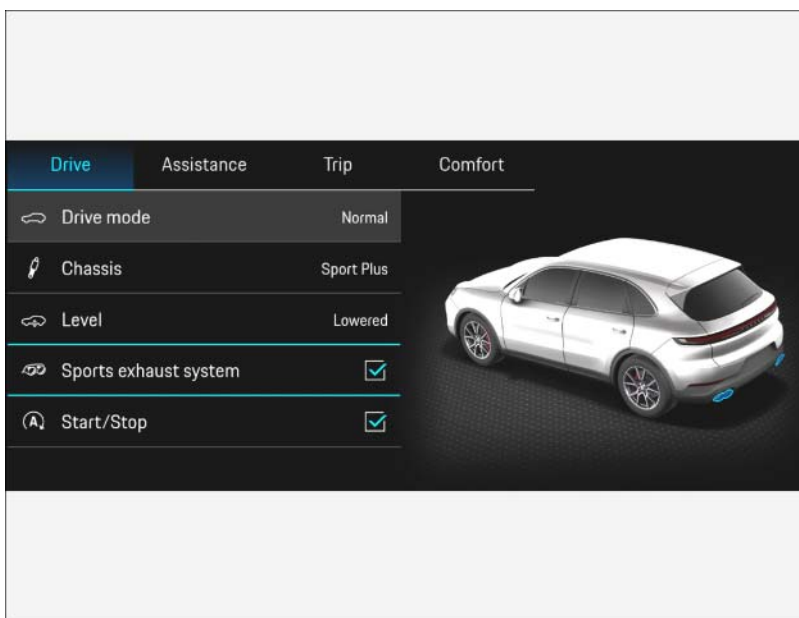 Drive Assistance Trip Comfort
Drive mode Normal
Chassis Sport Plus
Level Lowered
Sports exhaust system
A Start/Stop